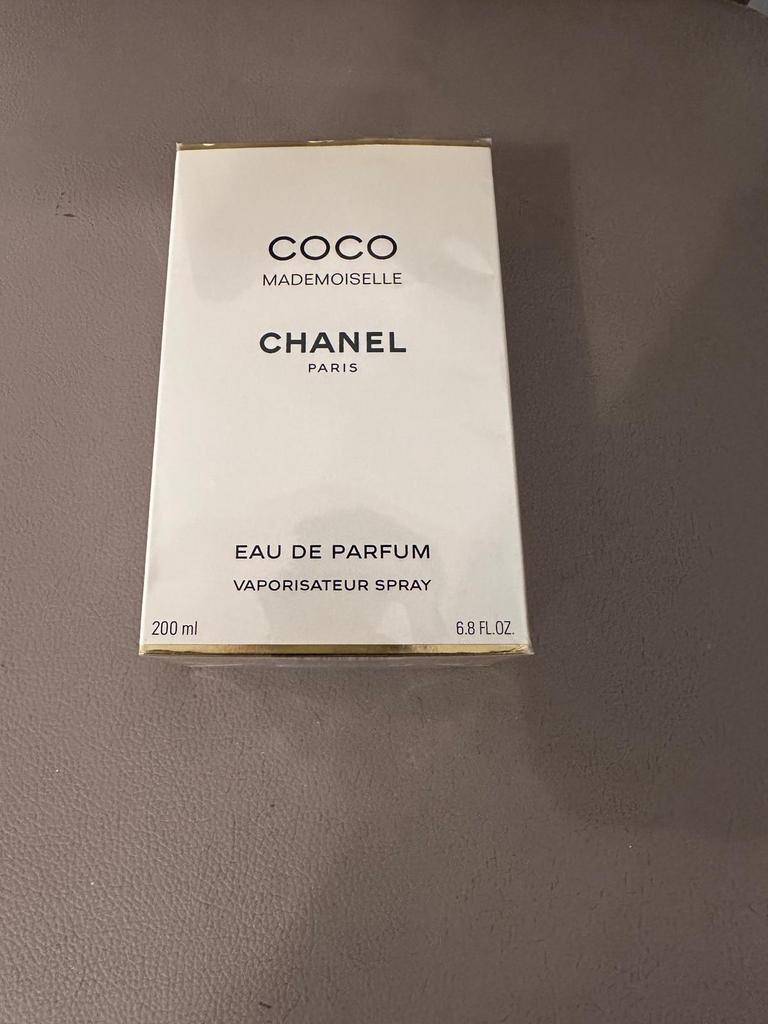 COCO
MADEMOISELLE
CHANEL
PARIS
EAU DE PARFUM
VAPORISATEUR SPRAY
200 ml 6.8 FL.OZ.